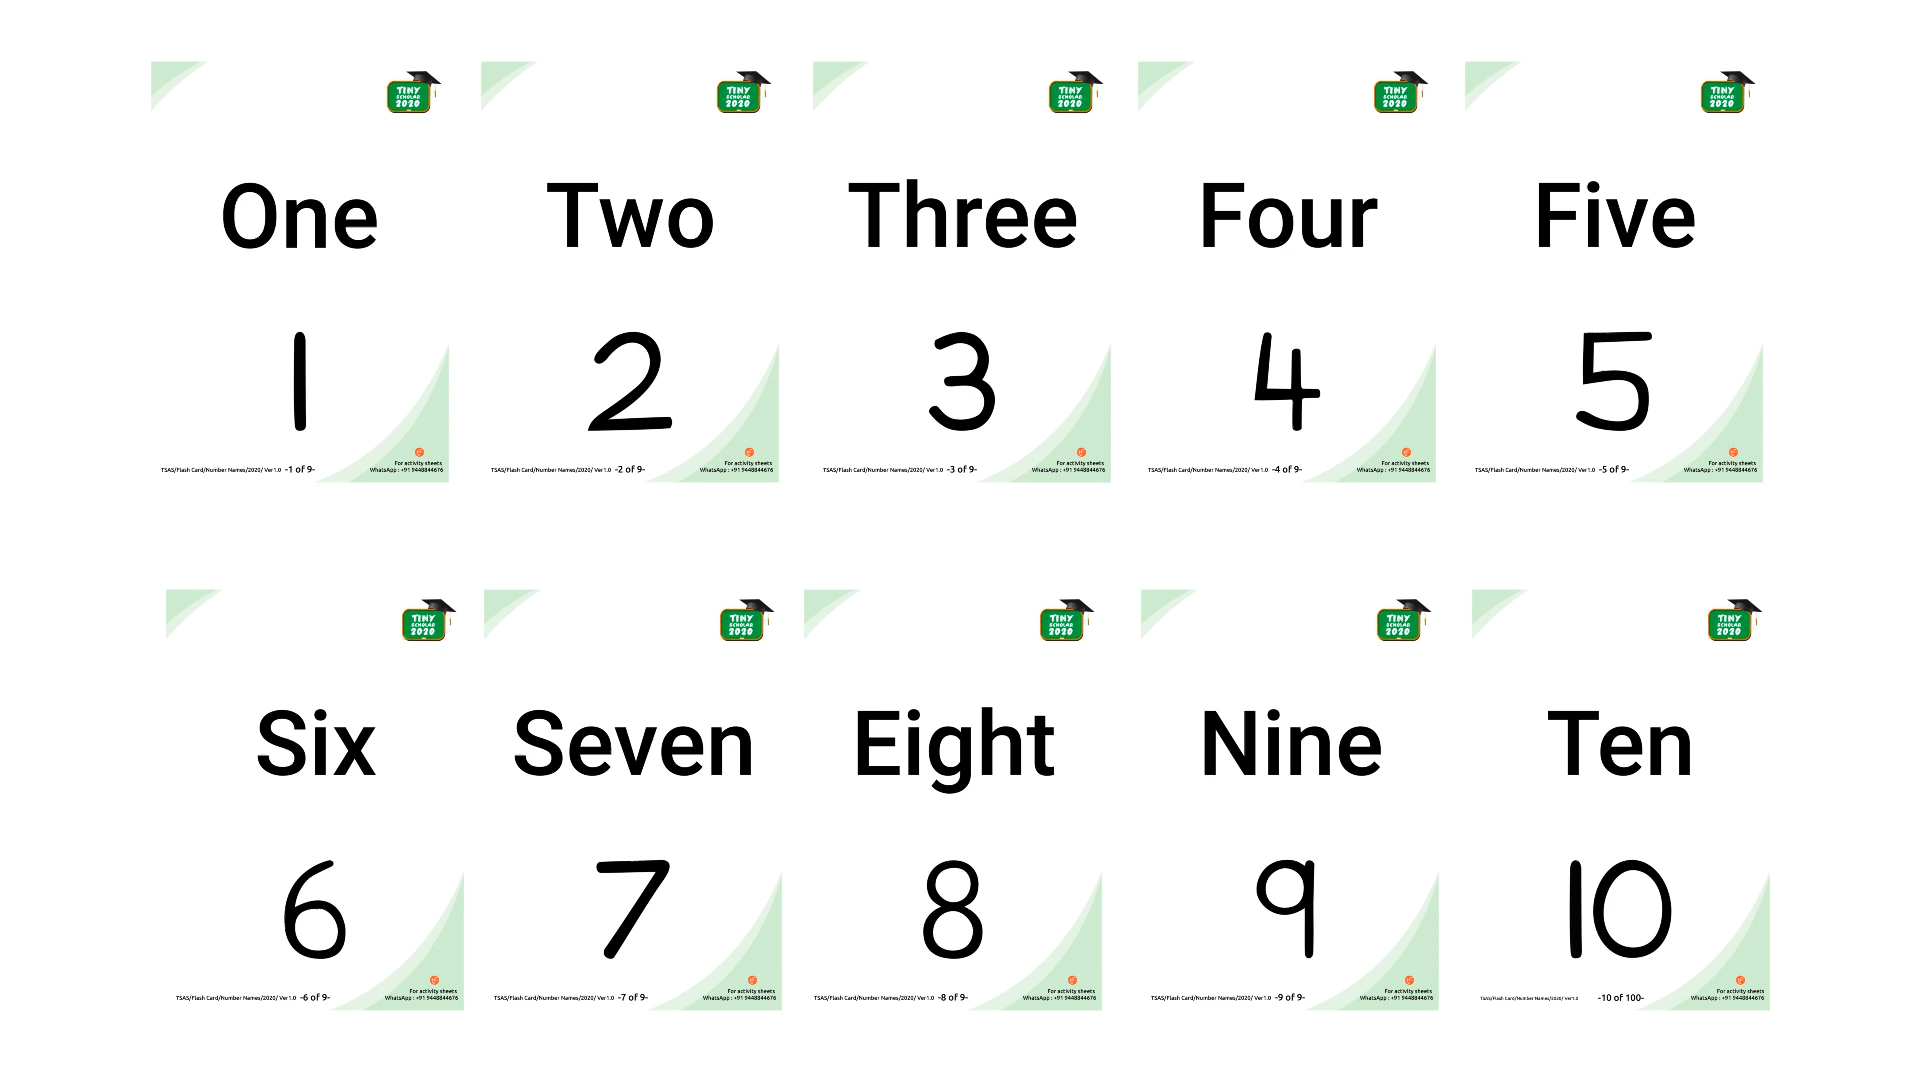 TINY
SCHOLAR
2020
One
1
For activity sheets
TSAS/Flash Card/Number Names/2020/ Ver1.0 -1 of 9- WhatsApp : +91 9448844676
TINY
SCHOLAR
2020
Two
2
For activity sheets
TSAS/Flash Card/Number Names/2020/ Ver1.0 -2 of 9- WhatsApp : +91 9448844676
TINY
SCHOLAR
2020
Three
3
For activity sheets
TSAS/Flash Card/Number Names/2020/ Ver1.0 -3 of 9- WhatsApp : +91 9448844676
TINY
SCHOLAR
2020
Four
4
For activity sheets
TSAS/Flash Card/Number Names/2020/ Ver1.0 -4 of 9- WhatsApp : +91 9448844676
TINY
SCHOLAR
2020
Five
5
For activity sheets
TSAS/Flash Card/Number Names/2020/ Ver1.0 -5 of 9- WhatsApp : +91 9448844676
TINY
SCHOLAR
2020
Six
6
For activity sheets
TSAS/Flash Card/Number Names/2020/ Ver1.0 -6 of 9- WhatsApp : +91 9448844676
TINY
SCHOLAR
2020
Seven
7
For activity sheets
TSAS/Flash Card/Number Names/2020/ Ver1.0 -7 of 9- WhatsApp : +91 9448844676
TINY
SCHOLAR
2020
Eight
8
For activity sheets
TSAS/Flash Card/Number Names/2020/ Ver1.0 -8 of 9- WhatsApp : +91 9448844676
TINY
SCHOLAR
2020
Nine
9
For activity sheets
TSAS/Flash Card/Number Names/2020/ Ver1.0 -9 of 9- WhatsApp : +91 9448844676
TINY
SCHOLAR
2020
Ten
10
For activity sheets
TSAS/Flash Card/Number Names/2020/ Ver1.0 -10 of 100- WhatsApp : +91 9448844676